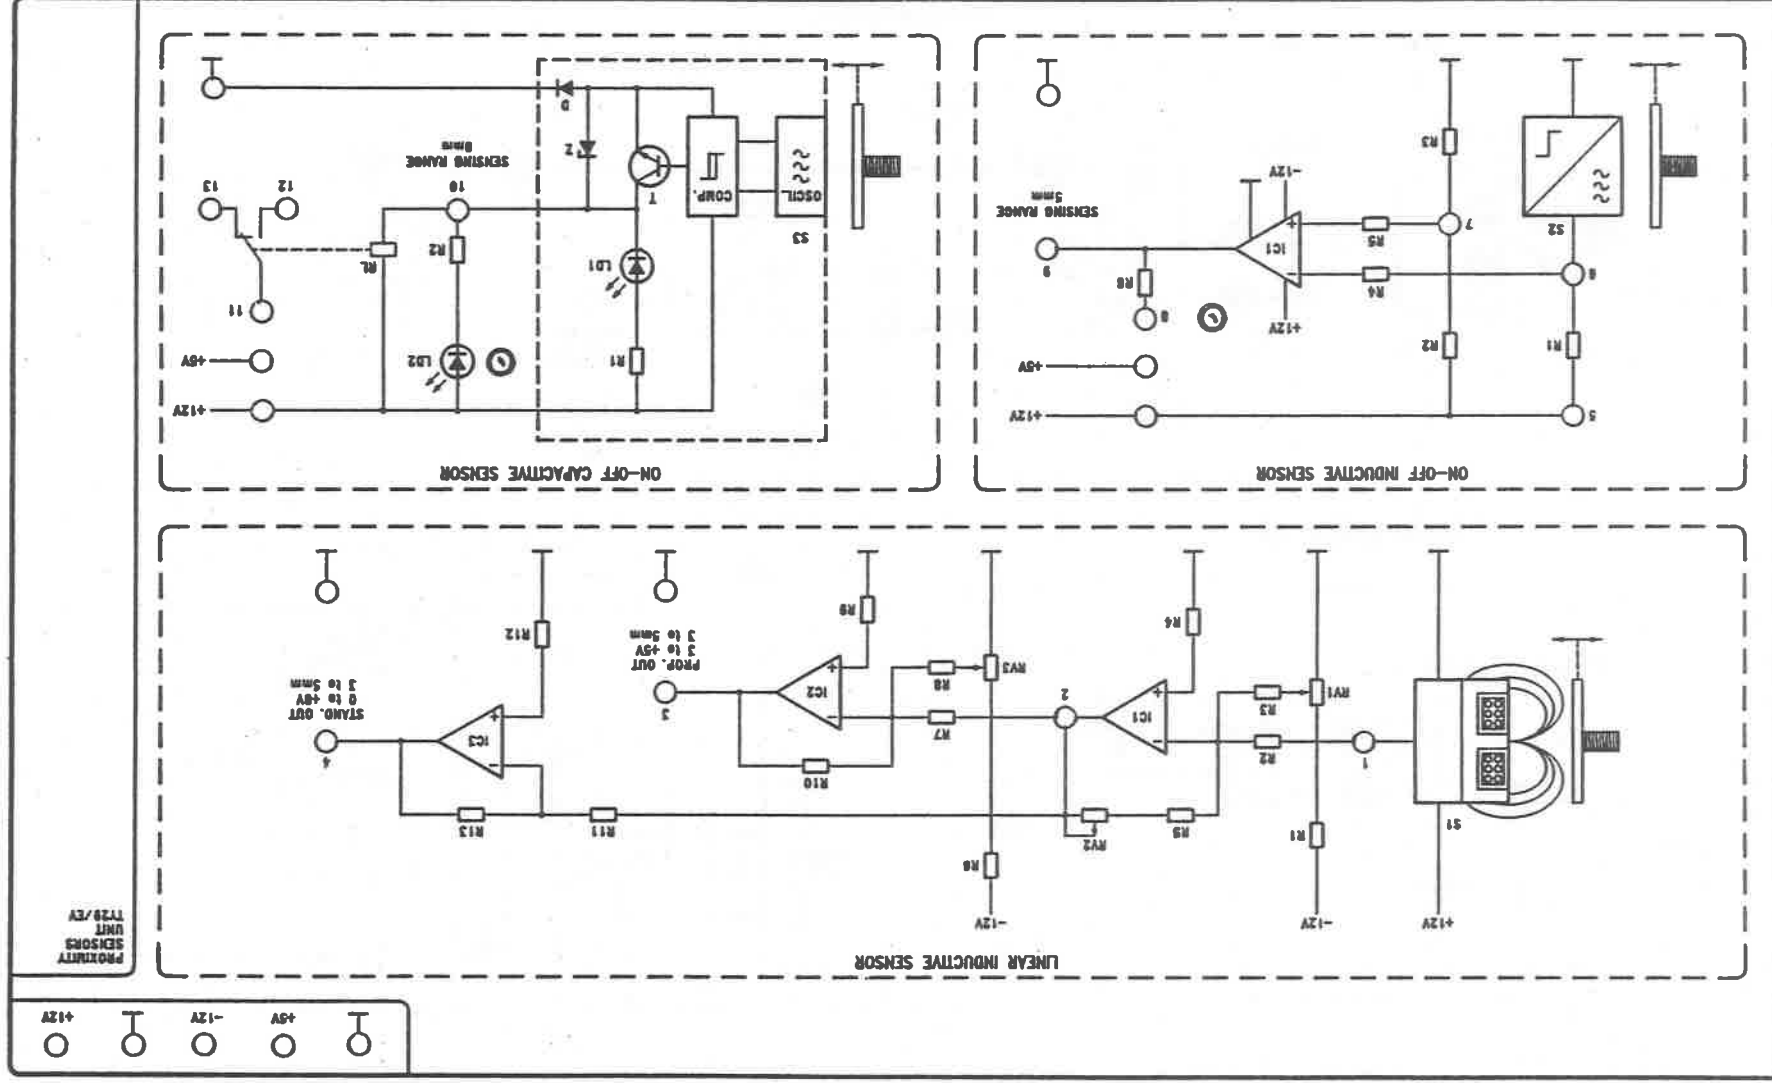 +5V
-12V
+12V
LINEAR INDUCTIVE SENSOR
PROXIMITY
SENSORS
UNIT
TY29/EV
+12V
-12V
-12V
R1
R6
S1
RV2
R5
R11
R13
R10
1
R2
IC1
2
R7
IC2
3
IC3
4
RV1
R3
RV3
R8
STAND. OUT
0 to +8V
3 to 5mm
PROP. OUT
3 to +5V
3 to 5mm
R4
R9
R12
ON-OFF INDUCTIVE SENSOR
5
+12V
+5V
R1
R2
+12V
8
R6
R4
6
IC1
9
S2
7
R5
SENSING RANGE
5mm
-12V
R3
ON-OFF CAPACITIVE SENSOR
+12V
+5V
R1
LD2
11
LD1
R2
RL
S3
OSCIL.
COMP.
T
10
12
13
SENSING RANGE
8mm
Z
D